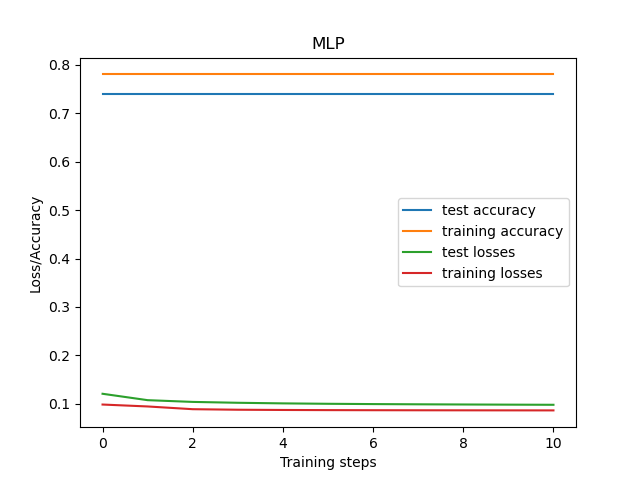 MLP
Loss/Accuracy
0.8
0.7
0.6
0.5
0.4
0.3
0.2
0.1
test accuracy
training accuracy
test losses
training losses
0 2 4 6 8 10
Training steps